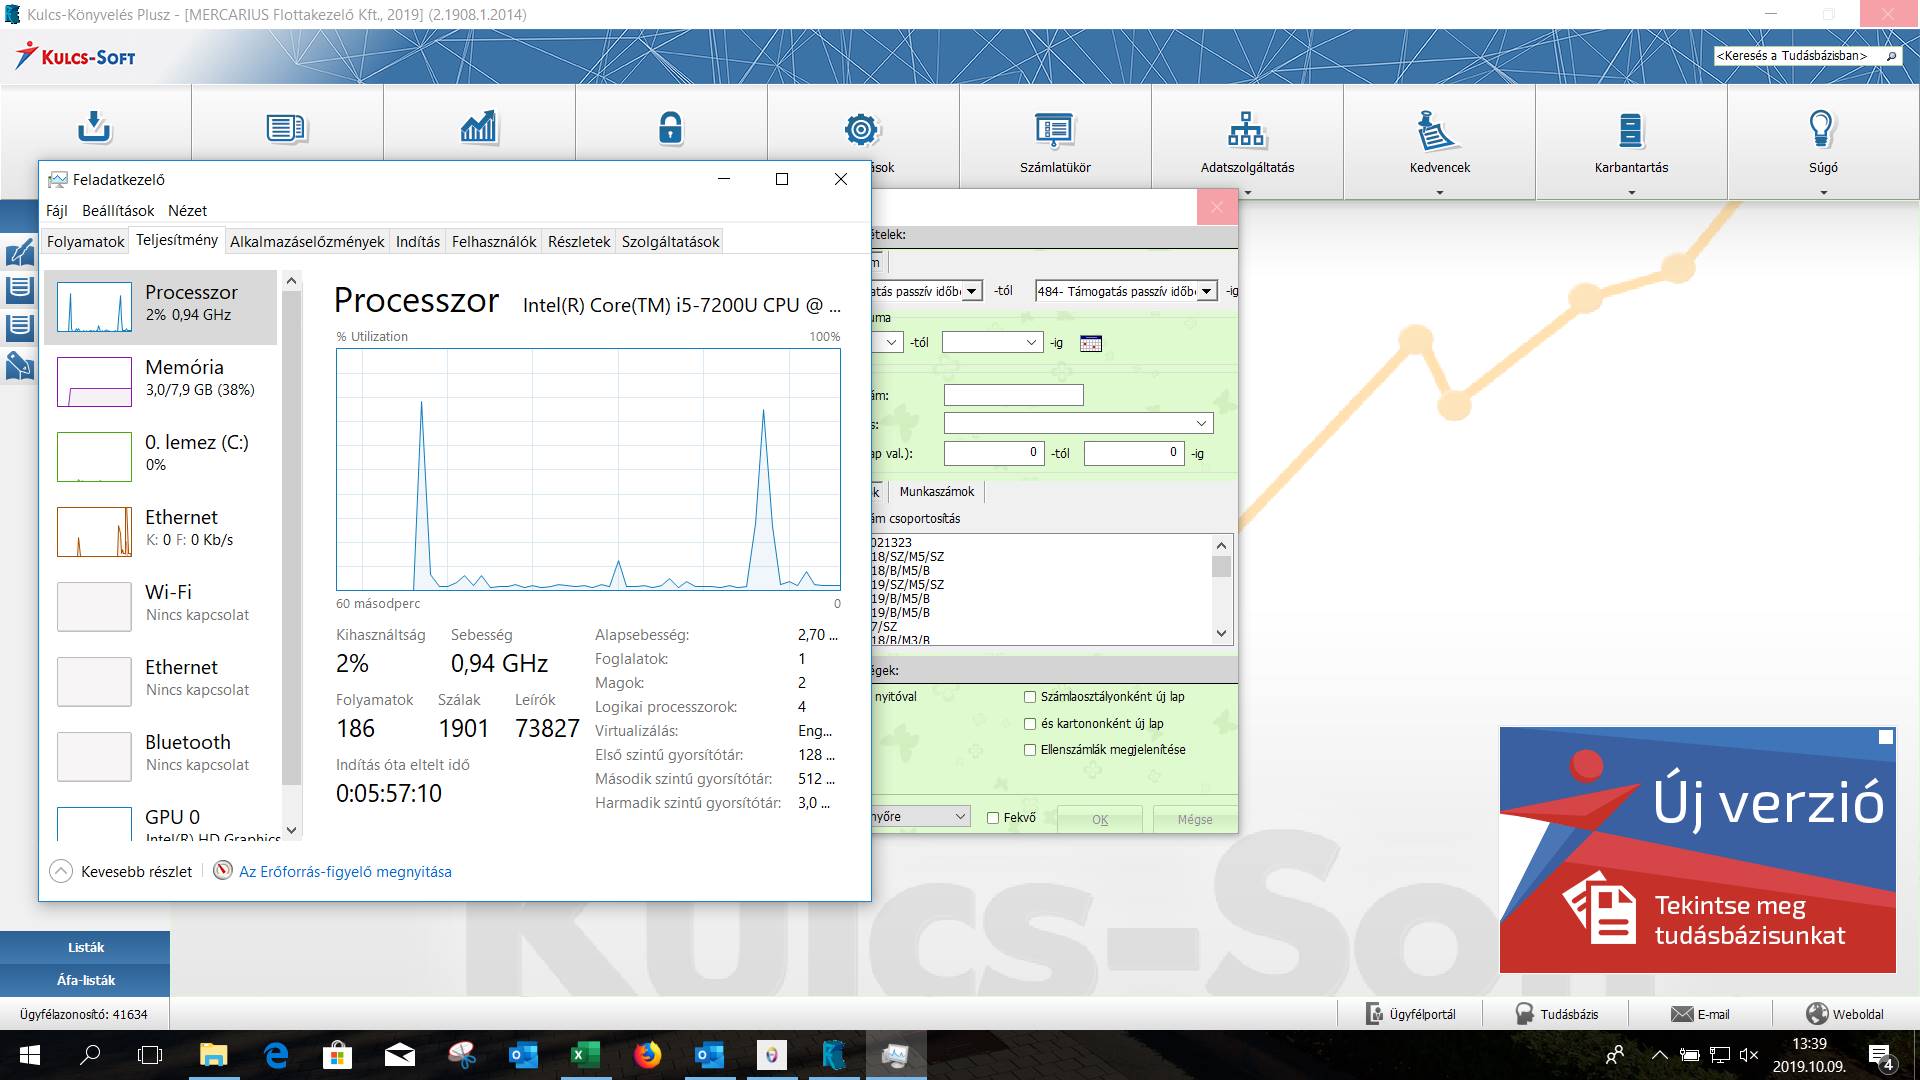 Kulcs-Könyvelés Plusz - [MERCARIUS Flottakezelő Kft., 2019] (2.1908.1.2014)
KULCS-SOFT
<Keresés a Tudásbázisban>
Számlatükör
Adatszolgáltatás
Kedvencek
Karbantartás
Súgó
Feladatkezelő
Fájl Beállítások Nézet
Folyamatok Teljesítmény Alkalmazáselőzmények Indítás Felhasználók Részletek Szolgáltatások
Processzor
2% 0,94 GHz
Memória
3,0/7,9 GB (38%)
0. lemez (C:)
0%
Ethernet
K: 0 F: 0 Kb/s
Wi-Fi
Nincs kapcsolat
Ethernet
Nincs kapcsolat
Bluetooth
Nincs kapcsolat
GPU 0
Intel(R) HD Graphics
Processzor Intel(R) Core(TM) i5-7200U CPU @ ...
% Utilization 100%
60 másodperc 0
Kihasználtság Sebesség
2% 0,94 GHz
Folyamatok Szálak Leírók
186 1901 73827
Indítás óta eltelt idő
0:05:57:10
Alapsebesség: 2,70 ...
Foglalatok: 1
Magok: 2
Logikai processzorok: 4
Virtualizálás: Eng...
Első szintű gyorsítótár: 128 ...
Második szintű gyorsítótár: 512 ...
Harmadik szintű gyorsítótár: 3,0 ...
Kevesebb részlet Az Erőforrás-figyelő megnyitása
ételek:
atás passzív időbe -tól 484- Támogatás passzív időbe -ig
uma
-tól -ig
ám:
s:
ap val.): 0 -tól 0 -ig
ok Munkaszámok
ám csoportosítás
021323
18/SZ/M5/SZ
18/B/M5/B
19/SZ/M5/SZ
19/B/M5/B
19/B/M5/B
7/SZ
18/B/M3/B
égek:
nyitóval Számlaosztályonként új lap
és kartononként új lap
Ellenszámlák megjelenítése
nyőre Fekvő OK Mégse
Új verzió
Tekintse meg
tudásbázisunkat
Kulcs-So
Listák
Áfa-listák
Ügyfélazonosító: 41634
Ügyfélportál
Tudásbázis
E-mail
Weboldal
13:39
2019.10.09.
4